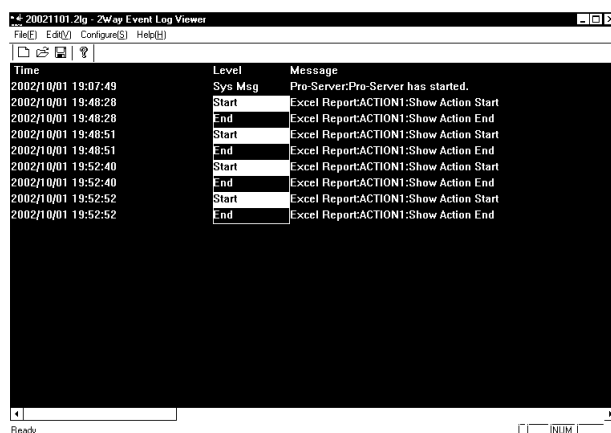 20021101.2lg - 2Way Event Log Viewer
File(F) Edit(V) Configure(S) Help(H)
Time Level Message
2002/10/01 19:07:49 Sys Msg Pro-Server:Pro-Server has started.
2002/10/01 19:48:28 Start Excel Report:ACTION1:Show Action Start
2002/10/01 19:48:28 End Excel Report:ACTION1:Show Action End
2002/10/01 19:48:51 Start Excel Report:ACTION1:Show Action Start
2002/10/01 19:48:51 End Excel Report:ACTION1:Show Action End
2002/10/01 19:52:40 Start Excel Report:ACTION1:Show Action Start
2002/10/01 19:52:40 End Excel Report:ACTION1:Show Action End
2002/10/01 19:52:52 Start Excel Report:ACTION1:Show Action Start
2002/10/01 19:52:52 End Excel Report:ACTION1:Show Action End
Ready NUM